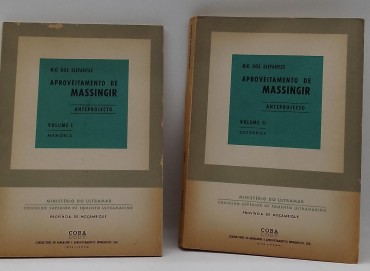 RIO DOS ELEFANTES
APROVEITAMENTO DE
MASSINGIR
ANTEPROJECTO
VOLUME I
MEMÓRIA
MINISTÉRIO DO ULTRAMAR
PROVÍNCIA DE MOÇAMBIQUE
COBA
RIO DOS ELEFANTES
APROVEITAMENTO DE
MASSINGIR
ANTEPROJECTO
VOLUME II
MINISTÉRIO DO ULTRAMAR
PROVÍNCIA DE MOÇAMBIQUE
COBA